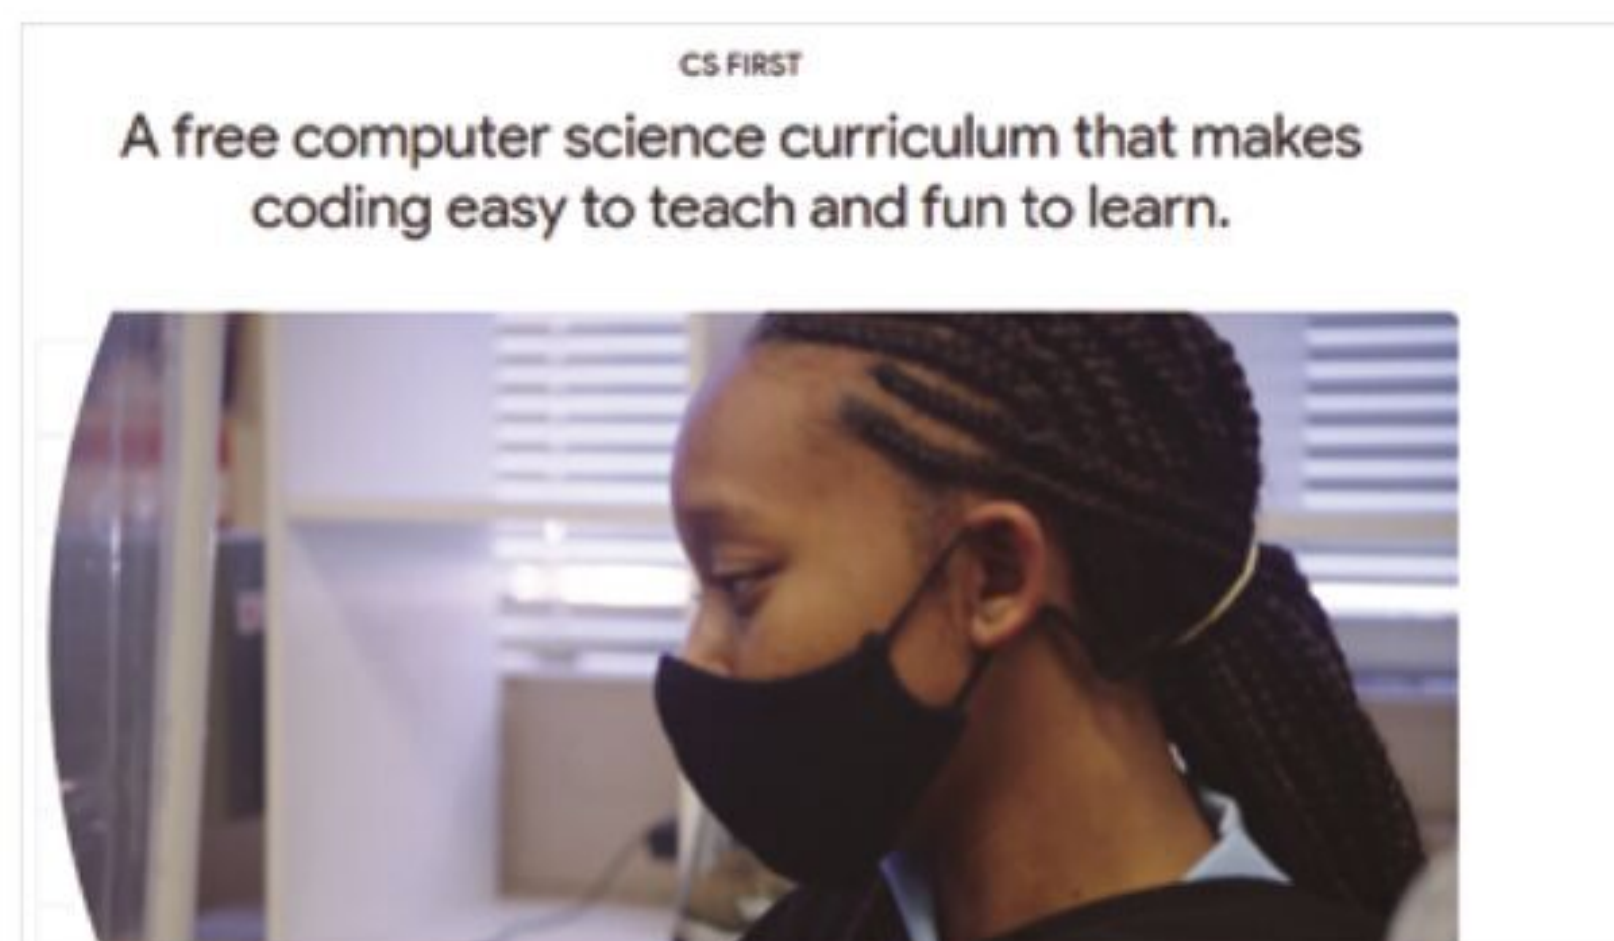 CS FIRST
A free computer science curriculum that makes
coding easy to teach and fun to learn.